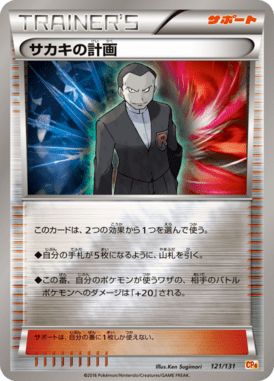 TRAINER'S サポート
サカキの計画
このカードは、2つの効果から1つを選んで使う。
◆自分の手札が5枚になるように、山札を引く。
◆この番、自分のポケモンが使うワザの、相手のバトル
ポケモンへのダメージは「+20」される。
サポートは、自分の番に1枚しか使えない。
Illus.Ken Sugimori
CP6 121/131
©2016 Pokémon/Nintendo/Creatures/GAME FREAK.